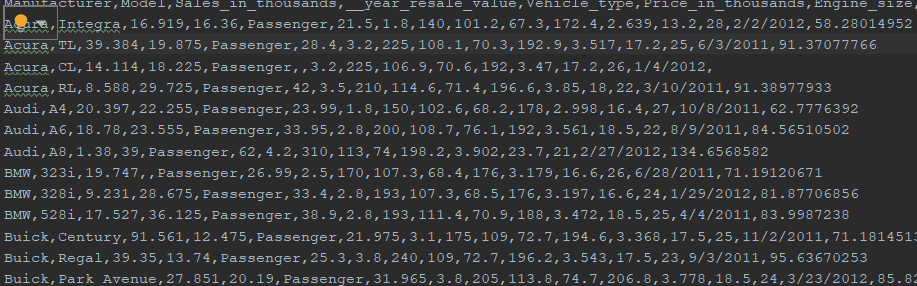 Manufacturer,Model,Sales_in_thousands,__year_resale_value,Vehicle_type,Price_in_thousands,Engine_size,
Integra,16.919,16.36,Passenger,21.5,1.8,140,101.2,67.3,172.4,2.639,13.2,28,2/2/2012,58.28014952
Acura,TL,39.384,19.875,Passenger,28.4,3.2,225,108.1,70.3,192.9,3.517,17.2,25,6/3/2011,91.37077766
Acura,CL,14.114,18.225,Passenger,,3.2,225,106.9,70.6,192,3.47,17.2,26,1/4/2012,
Acura,RL,8.588,29.725,Passenger,42,3.5,210,114.6,71.4,196.6,3.85,18,22,3/10/2011,91.38977933
Audi,A4,20.397,22.255,Passenger,23.99,1.8,150,102.6,68.2,178,2.998,16.4,27,10/8/2011,62.7776392
Audi,A6,18.78,23.555,Passenger,33.95,2.8,200,108.7,76.1,192,3.561,18.5,22,8/9/2011,84.56510502
Audi,A8,1.38,39,Passenger,62,4.2,310,113,74,198.2,3.902,23.7,21,2/27/2012,134.6568582
BMW,323i,19.747,,Passenger,26.99,2.5,170,107.3,68.4,176,3.179,16.6,26,6/28/2011,71.19120671
BMW,328i,9.231,28.675,Passenger,33.4,2.8,193,107.3,68.5,176,3.197,16.6,24,1/29/2012,81.87706856
BMW,528i,17.527,36.125,Passenger,38.9,2.8,193,111.4,70.9,188,3.472,18.5,25,4/4/2011,83.9987238
Buick,Century,91.561,12.475,Passenger,21.975,3.1,175,109,72.7,194.6,3.368,17.5,25,11/2/2011,71.1814513
Buick,Regal,39.35,13.74,Passenger,25.3,3.8,240,109,72.7,196.2,3.543,17.5,23,9/3/2011,95.63670253
Buick,Park Avenue,27.851,20.19,Passenger,31.965,3.8,205,113.8,74.7,206.8,3.778,18.5,24,3/23/2012,85.82